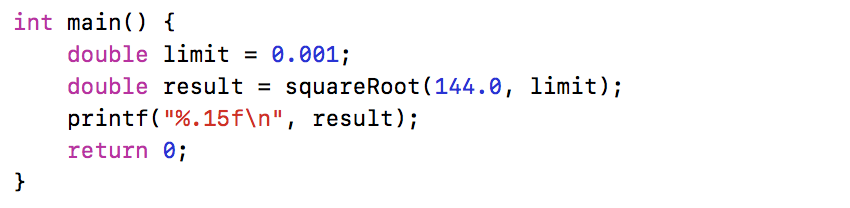 int main() {
    double limit = 0.001;
    double result = squareRoot(144.0, limit);
    printf("%.15f\n", result);
    return 0;
}